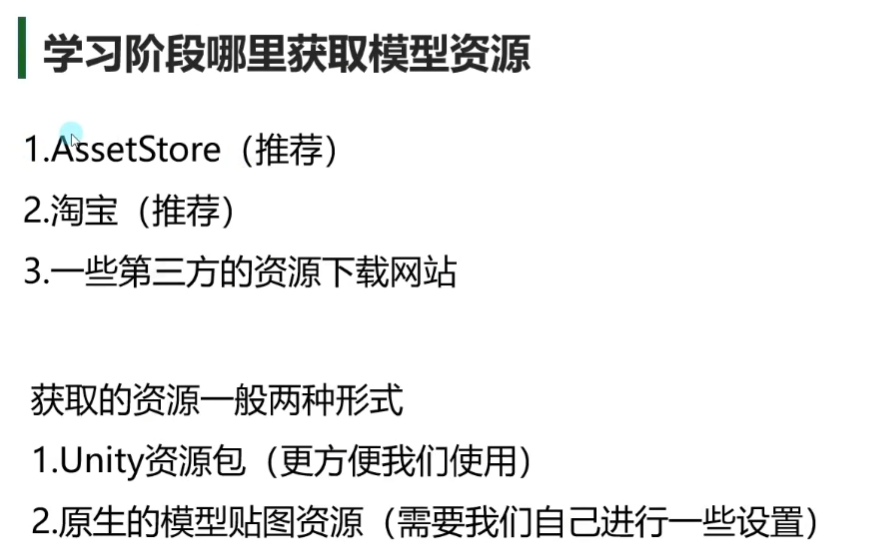 学习阶段哪里获取模型资源
1.AssetStore（推荐）
2.淘宝（推荐）
3.一些第三方的资源下载网站
获取的资源一般两种形式
1.Unity资源包（更方便我们使用）
2.原生的模型贴图资源（需要我们自己进行一些设置）